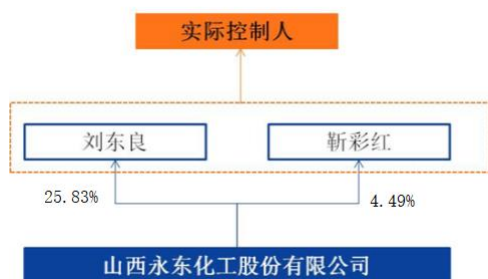 实际控制人
刘东良
靳彩红
25.83%
4.49%
山西永东化工股份有限公司